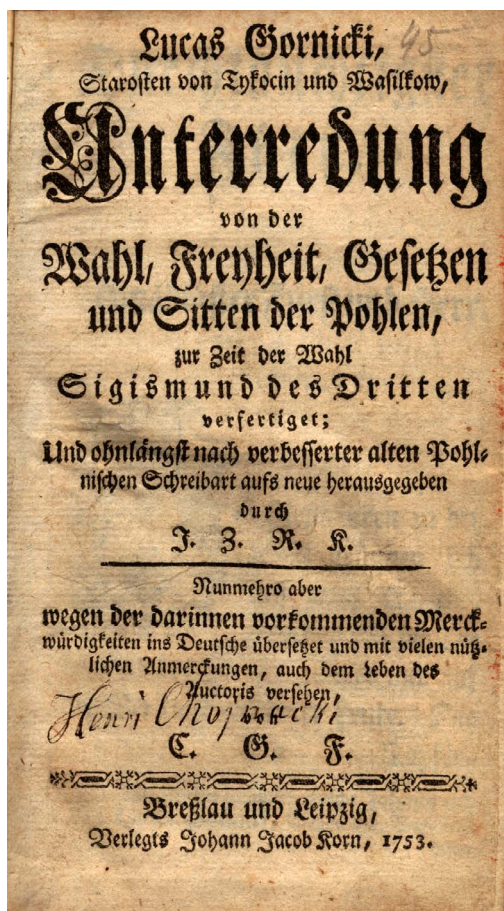 Lucas Gornicki, 45
Starosten von Tykocin und Wasilkow,
Unterredung
von der
Wahl, Freyheit, Gesetzen
und Sitten der Pohlen,
zur Zeit der Wahl
Sigismund des Dritten
verfertiget;
Und ohnlängst nach verbesserter alten Pohl-
nischen Schreibart aufs neue herausgegeben
durch
J. Z. R. K.
Nunmehro aber
wegen der darinnen vorkommenden Merck-
würdigkeiten ins Deutsche übersetzet und mit vielen nütz-
lichen Anmerckungen, auch dem Leben des
Auctoris versehen,
Henri
C. G. F.
Breßlau und Leipzig,
Verlegts Johann Jacob Korn, 1753.